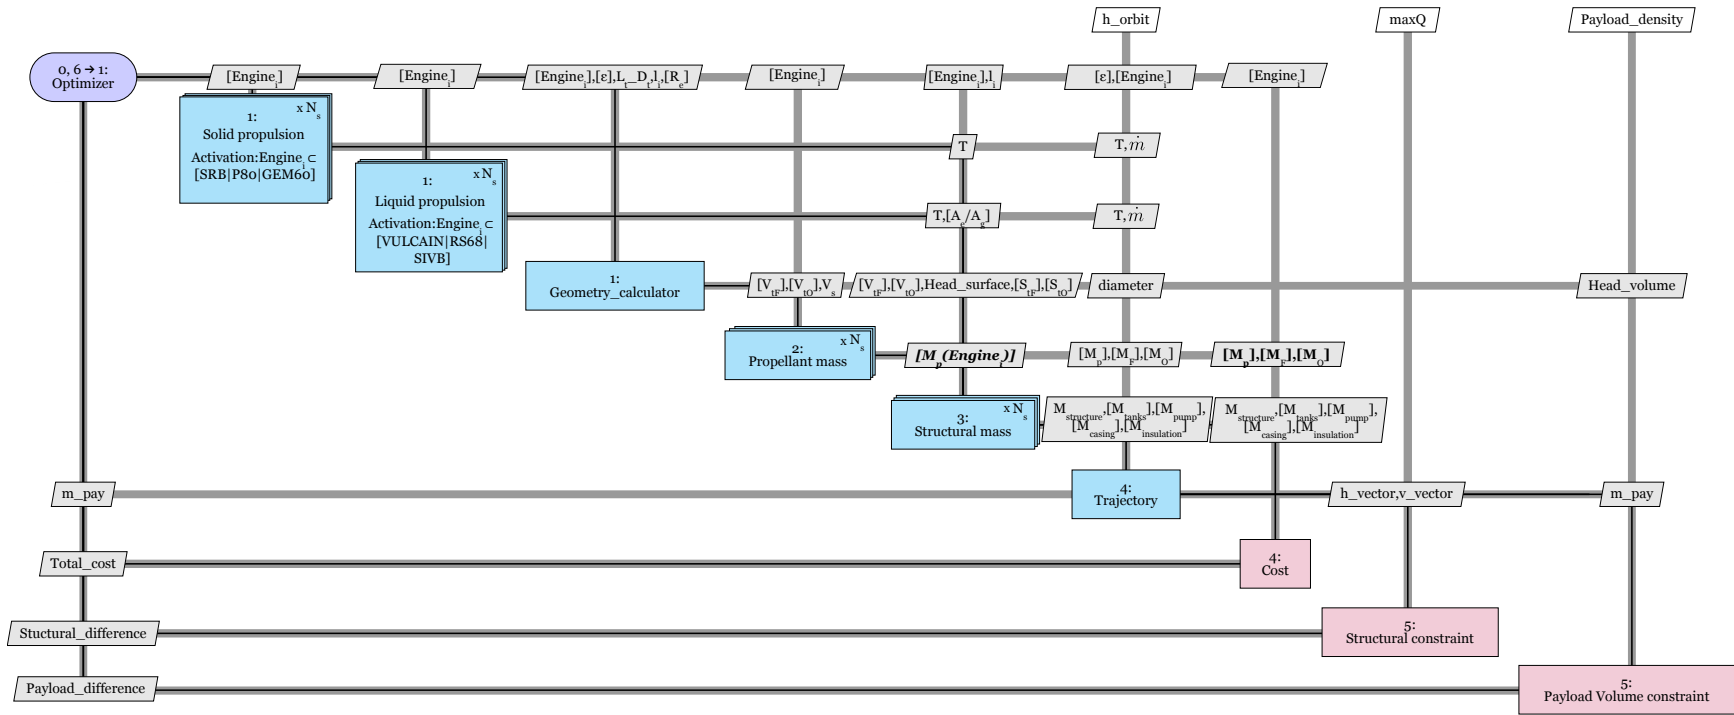 h_orbit
maxQ
Payload_density
0, 6 → 1:
Optimizer
[Engine_i]
[Engine_i]
[Engine_i],[ε],L_t_D_t,l_i,[R_e]
[Engine_i]
[Engine_i],l_i
[ε],[Engine_i]
[Engine_i]
x N_s
1:
Solid propulsion
Activation:Engine_i ⊂
[SRB|P80|GEM60]
T
T,ṁ
x N_s
1:
Liquid propulsion
Activation:Engine_i ⊂
[VULCAIN|RS68|
SIVB]
T,[A_e/A_g]
T,ṁ
1:
Geometry_calculator
[V_tF],[V_tO],V_s
[V_tF],[V_tO],Head_surface,[S_tF],[S_tO]
diameter
Head_volume
x N_s
2:
Propellant mass
[M_p(Engine_i)]
[M_p],[M_F],[M_O]
[M_p],[M_F],[M_O]
x N_s
3:
Structural mass
M_structure,[M_tanks],[M_pump],
[M_casing],[M_insulation]
M_structure,[M_tanks],[M_pump],
[M_casing],[M_insulation]
m_pay
4:
Trajectory
h_vector,v_vector
m_pay
Total_cost
4:
Cost
Stuctural_difference
5:
Structural constraint
Payload_difference
5:
Payload Volume constraint